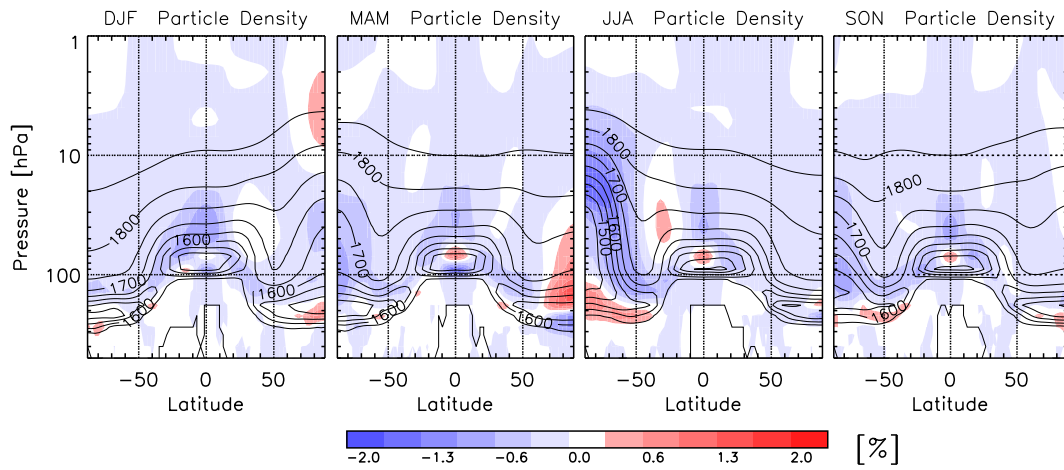 DJF Particle Density
MAM Particle Density
JJA Particle Density
SON Particle Density
Pressure [hPa]
1
10
100
1800
1700
1600
1600
1600
1800
1700
1600
1600
1800
1700
1600
1500
1800
1700
1600
−50 0 50
−50 0 50
−50 0 50
−50 0 50
Latitude
Latitude
Latitude
Latitude
−2.0 −1.3 −0.6 0.0 0.6 1.3 2.0
[%]